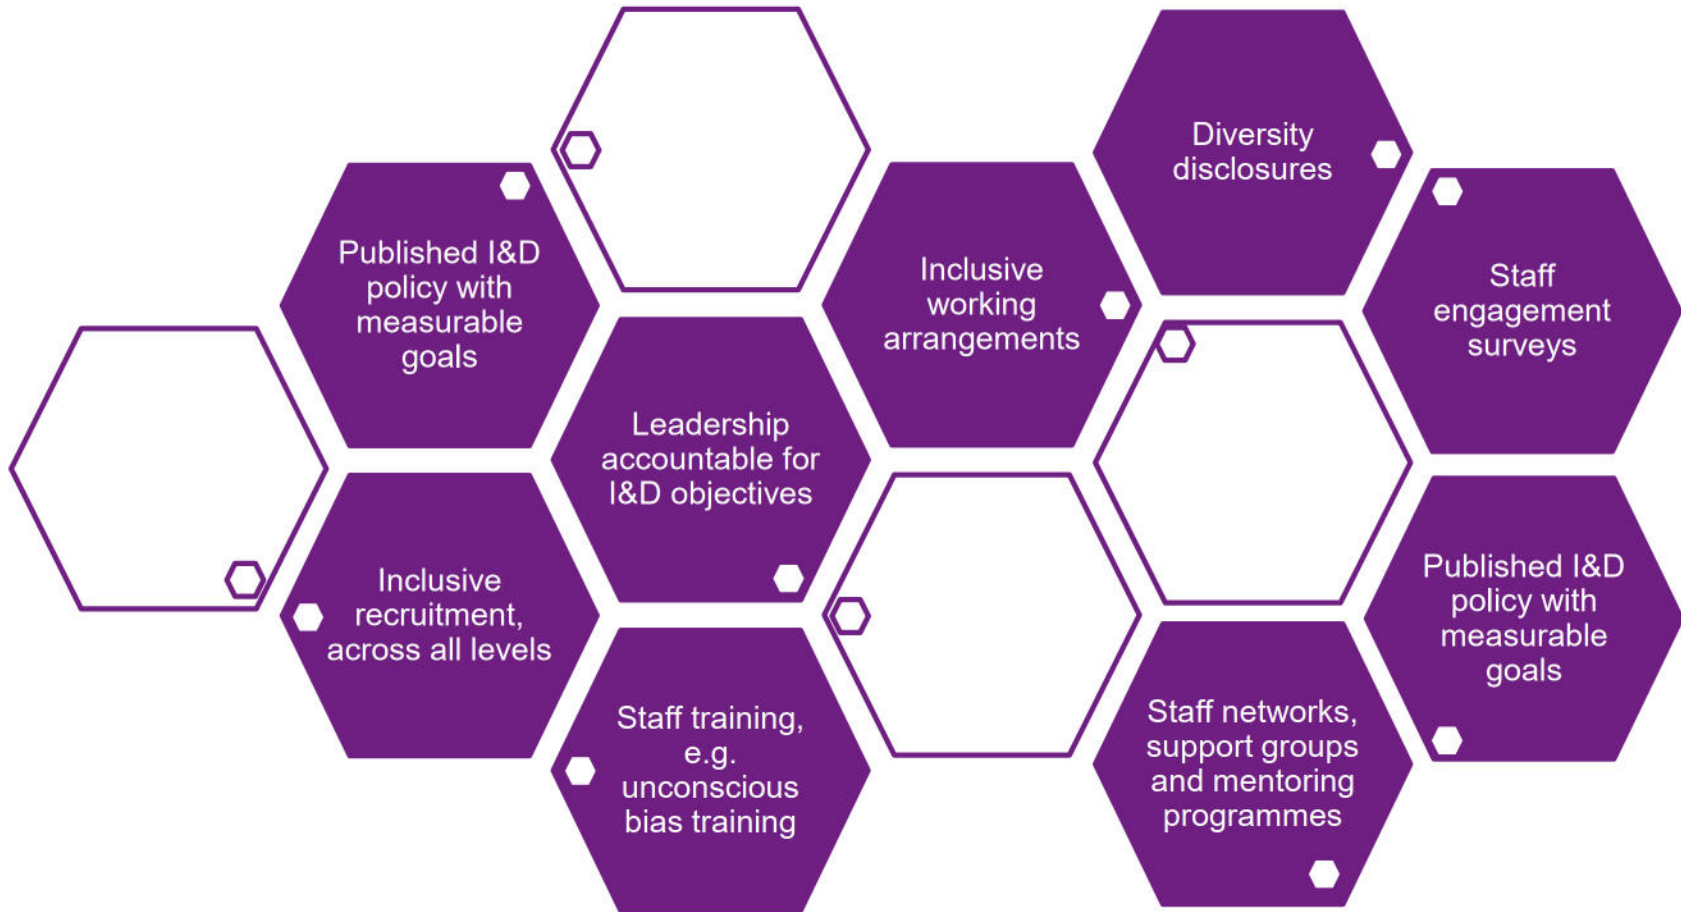 Diversity
disclosures
Published I&D
policy with
measurable
goals
Inclusive
working
arrangements
Staff
engagement
surveys
Leadership
accountable for
I&D objectives
Inclusive
recruitment,
across all levels
Published I&D
policy with
measurable
goals
Staff training,
e.g.
unconscious
bias training
Staff networks,
support groups
and mentoring
programmes